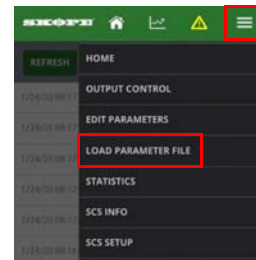 SKOPE
REFRESH
HOME
OUTPUT CONTROL
EDIT PARAMETERS
LOAD PARAMETER FILE
STATISTICS
SCS INFO
SCS SETUP